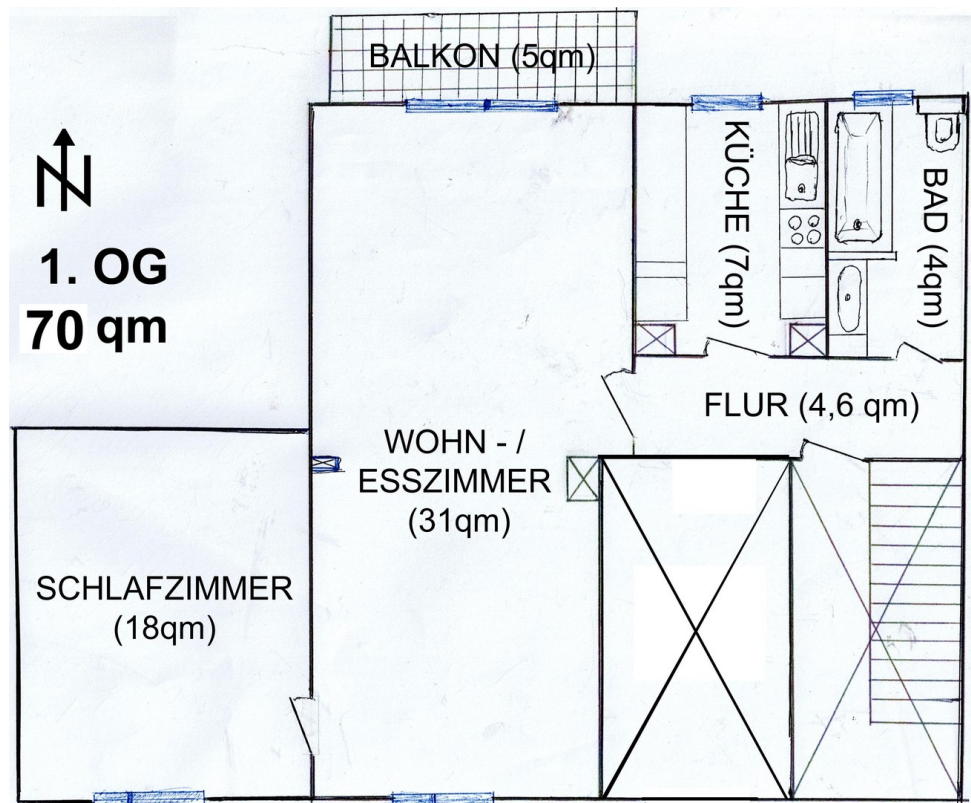 BALKON (5qm)
N
1. OG
70 qm
KÜCHE (7qm)
BAD (4qm)
FLUR (4,6 qm)
WOHN - /
ESSZIMMER
(31qm)
SCHLAFZIMMER
(18qm)